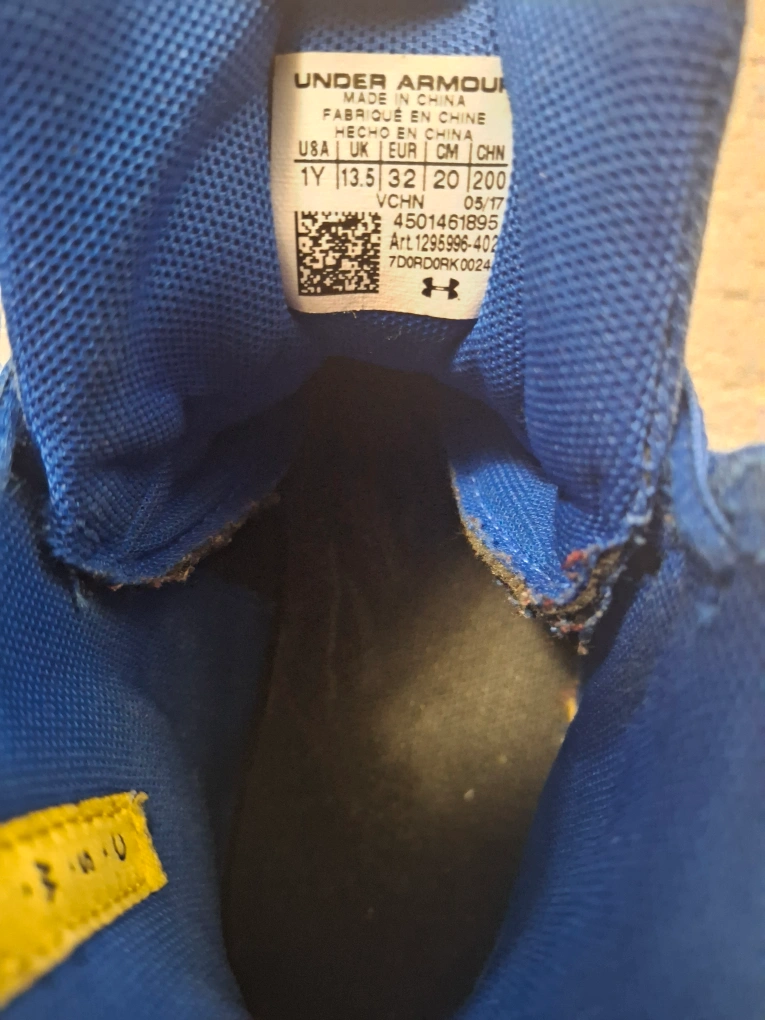 UNDER ARMOUR
MADE IN CHINA
FABRIQUÉ EN CHINE
HECHO EN CHINA
USA | UK | EUR | CM | CHN
1Y | 13.5 | 32 | 20 | 200
VCHN 05/17
4501461895
Art.1295996-402
7D0RD0RK0024